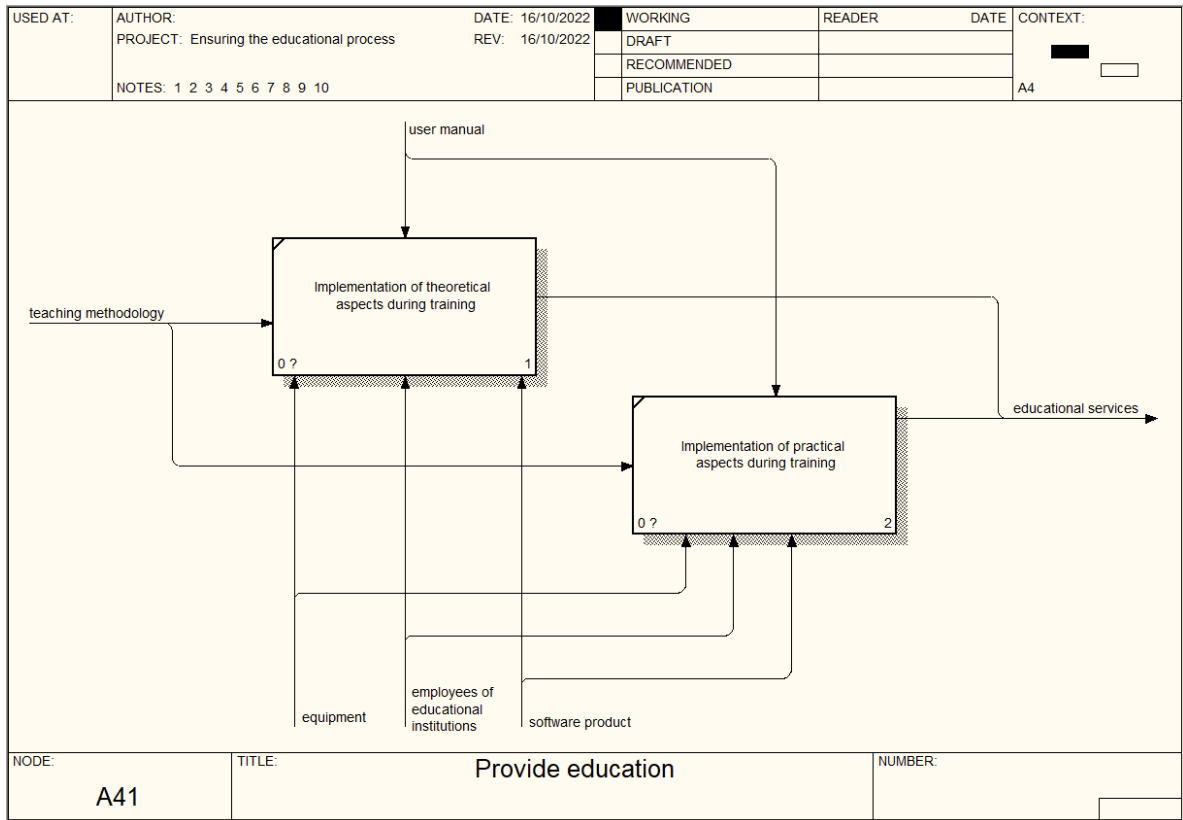 USED AT:
AUTHOR:
DATE: 16/10/2022
PROJECT: Ensuring the educational process
REV: 16/10/2022
NOTES: 1 2 3 4 5 6 7 8 9 10
WORKING
DRAFT
RECOMMENDED
PUBLICATION
READER
DATE
CONTEXT:
A4
user manual
Implementation of theoretical
aspects during training
0 ?
1
teaching methodology
Implementation of practical
aspects during training
0 ?
2
educational services
equipment
employees of
educational
institutions
software product
NODE:
A41
TITLE:
Provide education
NUMBER: